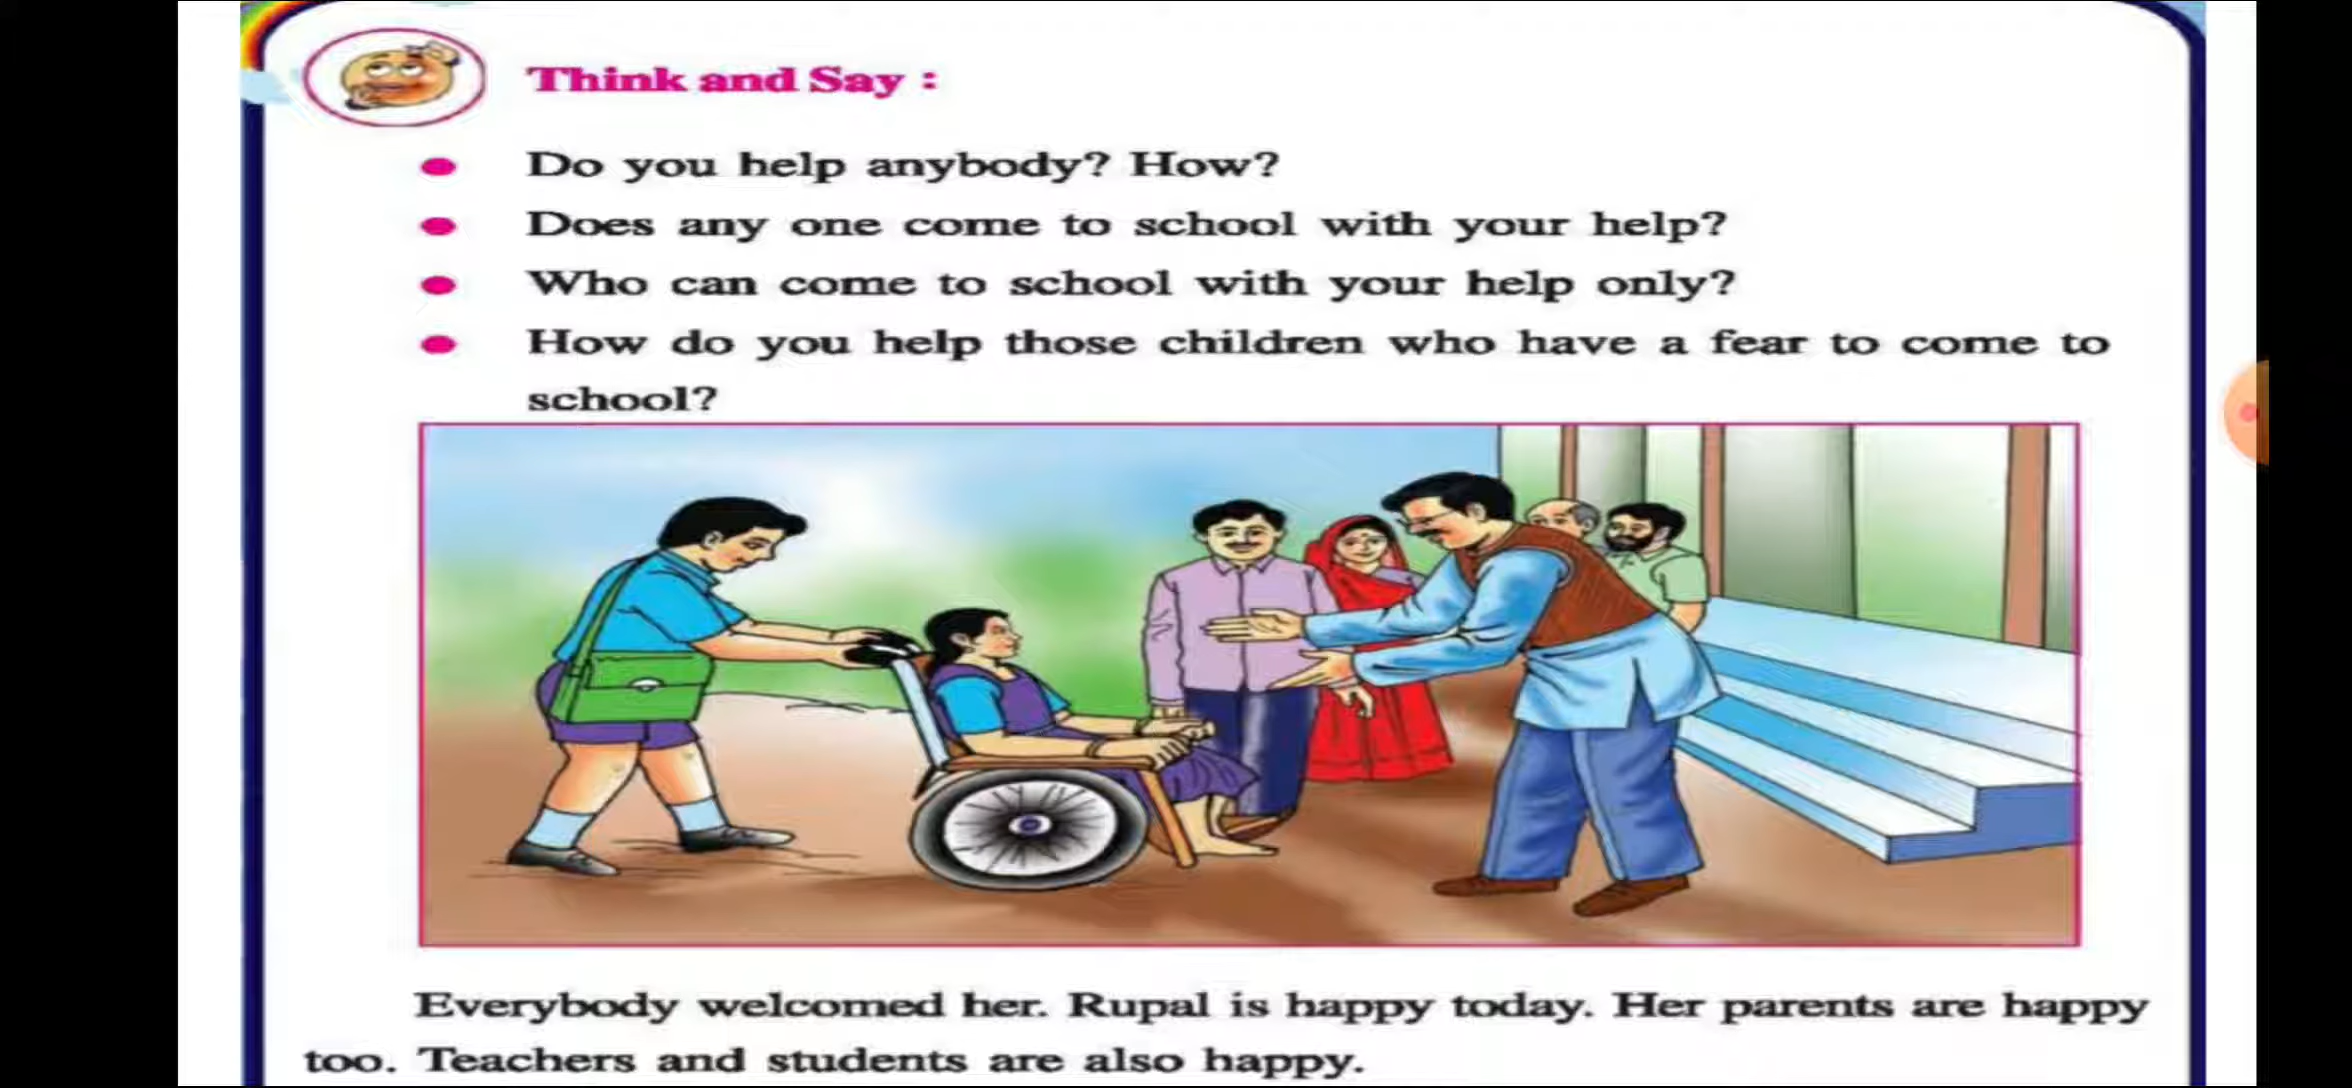 Think and Say :
Do you help anybody? How?
Does any one come to school with your help?
Who can come to school with your help only?
How do you help those children who have a fear to come to
school?
Everybody welcomed her. Rupal is happy today. Her parents are happy
too. Teachers and students are also happy.